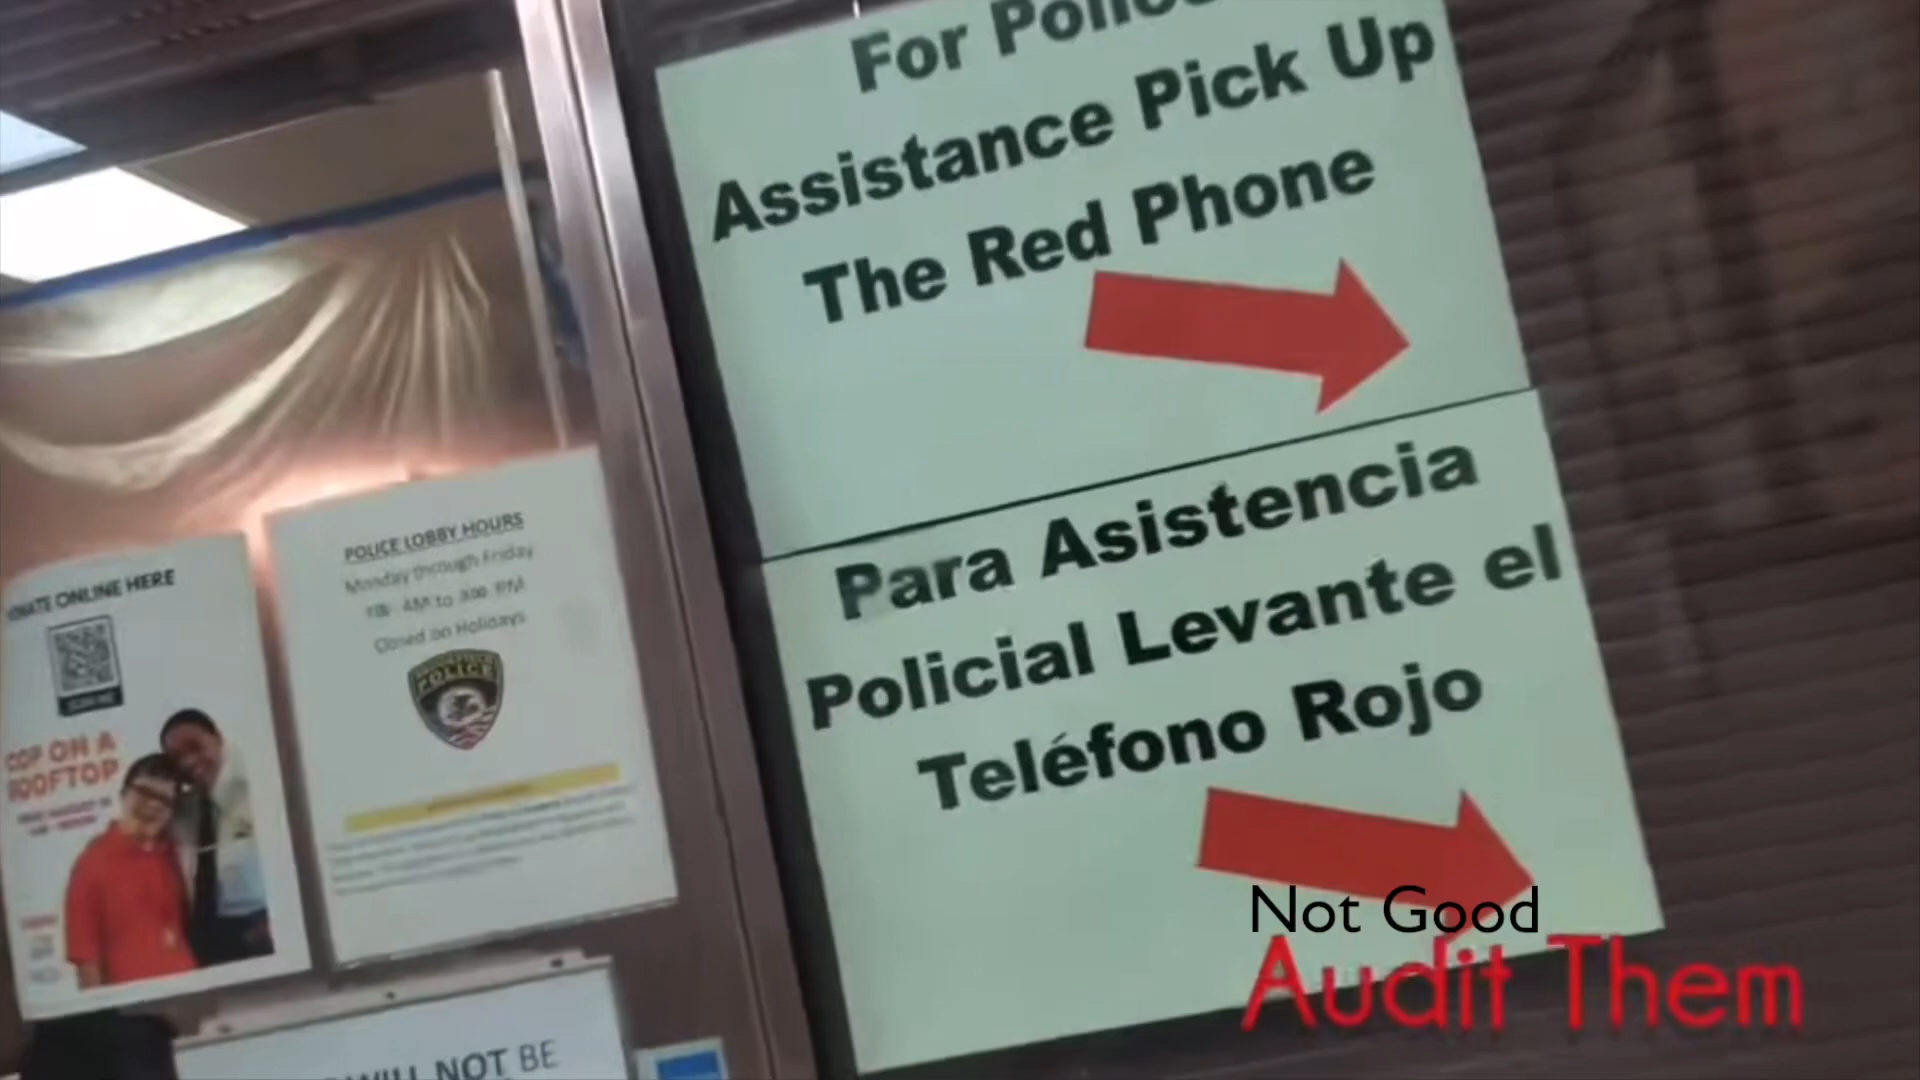 For Police
Assistance Pick Up
The Red Phone
Para Asistencia
Policial Levante el
Teléfono Rojo
POLICE LOBBY HOURS
Monday through Friday
AM to PM
Closed on Holidays
POLICE
ONLINE HERE
COP ON A
ROOFTOP
WILL NOT BE
Not Good
Audit Them